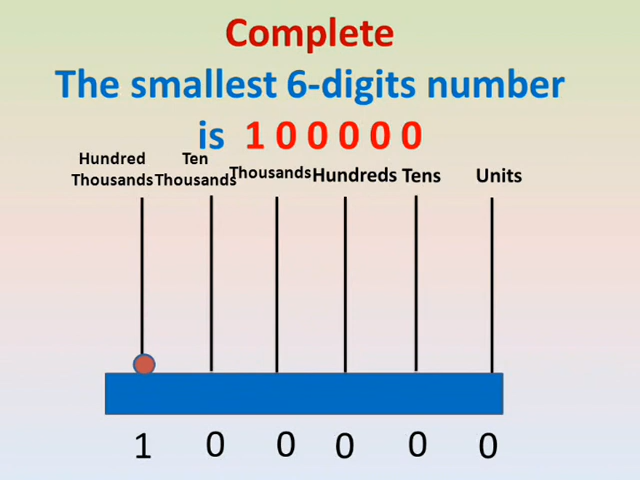 Complete
The smallest 6-digits number
is 1 0 0 0 0 0
Hundred Thousands Ten Thousands Thousands Hundreds Tens Units
1 0 0 0 0 0